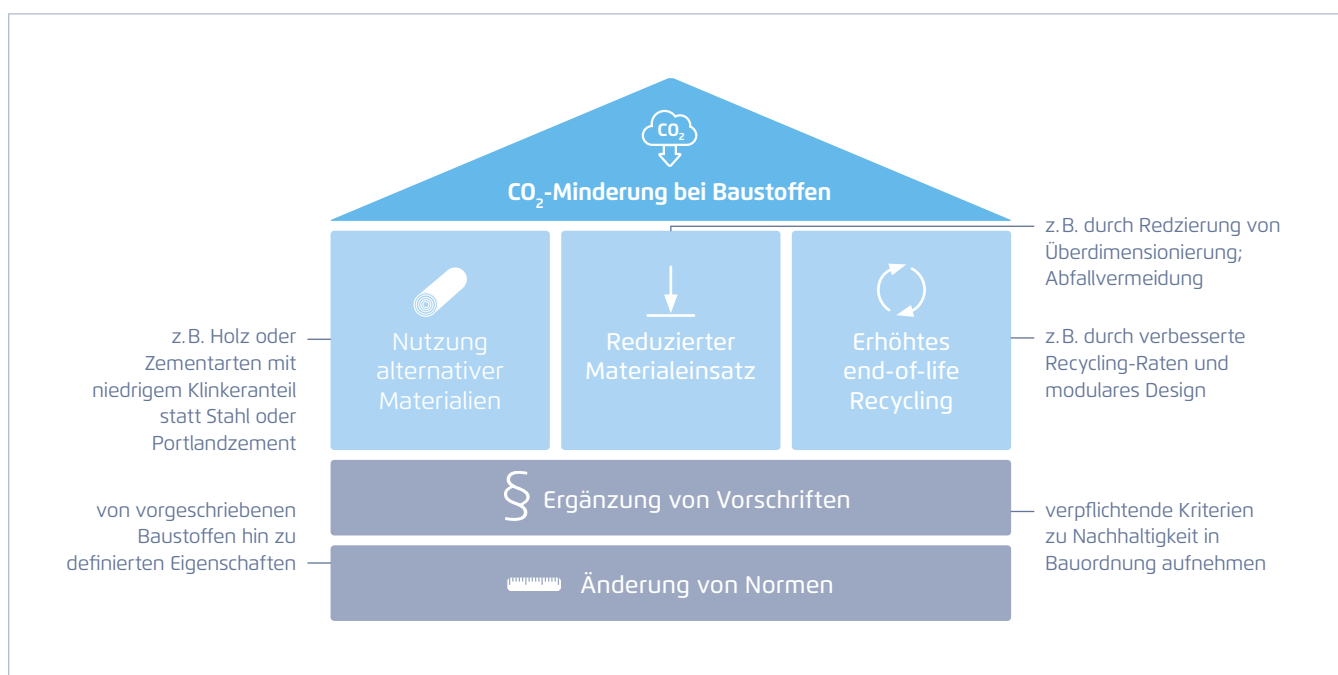 CO₂
CO₂-Minderung bei Baustoffen
z.B. durch Redzierung von
Überdimensionierung;
Abfallvermeidung
Nutzung
alternativer
Materialien
Reduzierter
Materialeinsatz
Erhöhtes
end-of-life
Recycling
z.B. Holz oder
Zementarten mit
niedrigem Klinkeranteil
statt Stahl oder
Portlandzement
z.B. durch verbesserte
Recycling-Raten und
modulares Design
§ Ergänzung von Vorschriften
von vorgeschriebenen
Baustoffen hin zu
definierten Eigenschaften
verpflichtende Kriterien
zu Nachhaltigkeit in
Bauordnung aufnehmen
Änderung von Normen